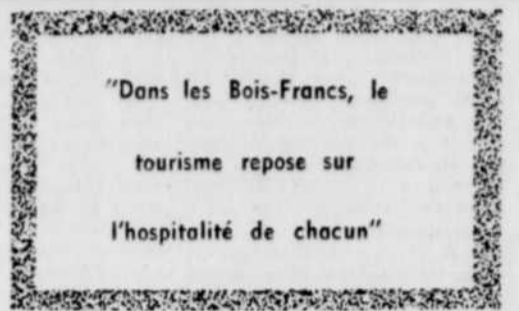 "Dans les Bois-Francs, le
tourisme repose sur
l'hospitalité de chacun"